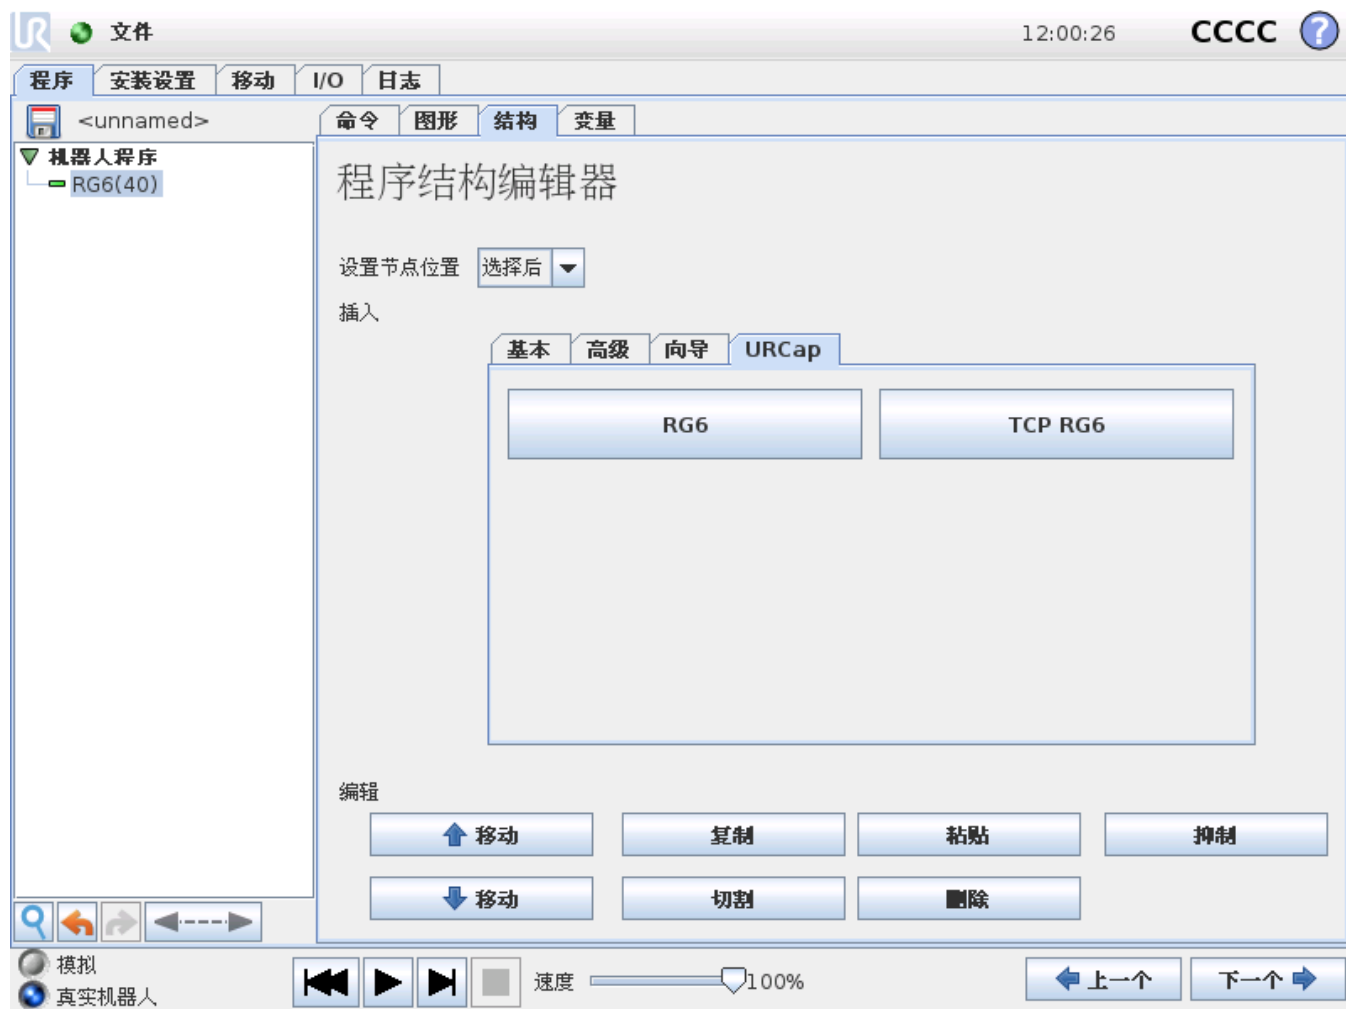 文件 12:00:26 CCCC ?
程序 安装设置 移动 I/O 日志
<unnamed> 命令 图形 结构 变量
机器人程序
RG6(40)
程序结构编辑器
设置节点位置 选择后
插入
基本 高级 向导 URCap
RG6 TCP RG6
编辑
移动 复制 粘贴 抑制
移动 切割 删除
模拟
真实机器人
速度 100% 上一个 下一个